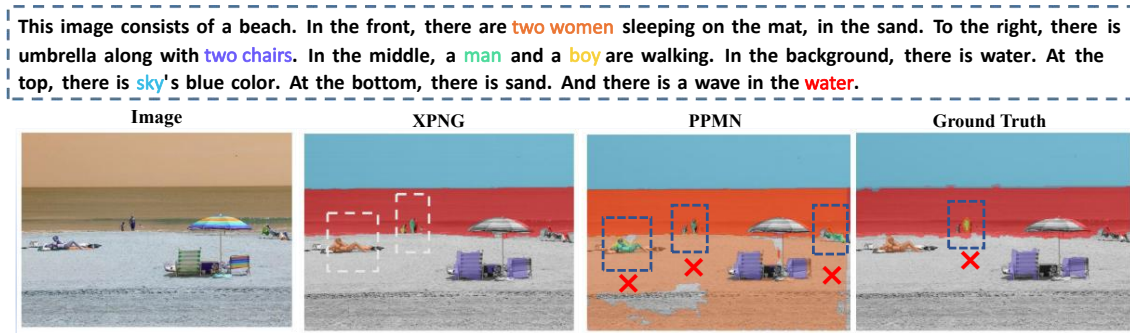 This image consists of a beach. In the front, there are two women sleeping on the mat, in the sand. To the right, there is
umbrella along with two chairs. In the middle, a man and a boy are walking. In the background, there is water. At the
top, there is sky's blue color. At the bottom, there is sand. And there is a wave in the water.
Image XPNG PPMN Ground Truth